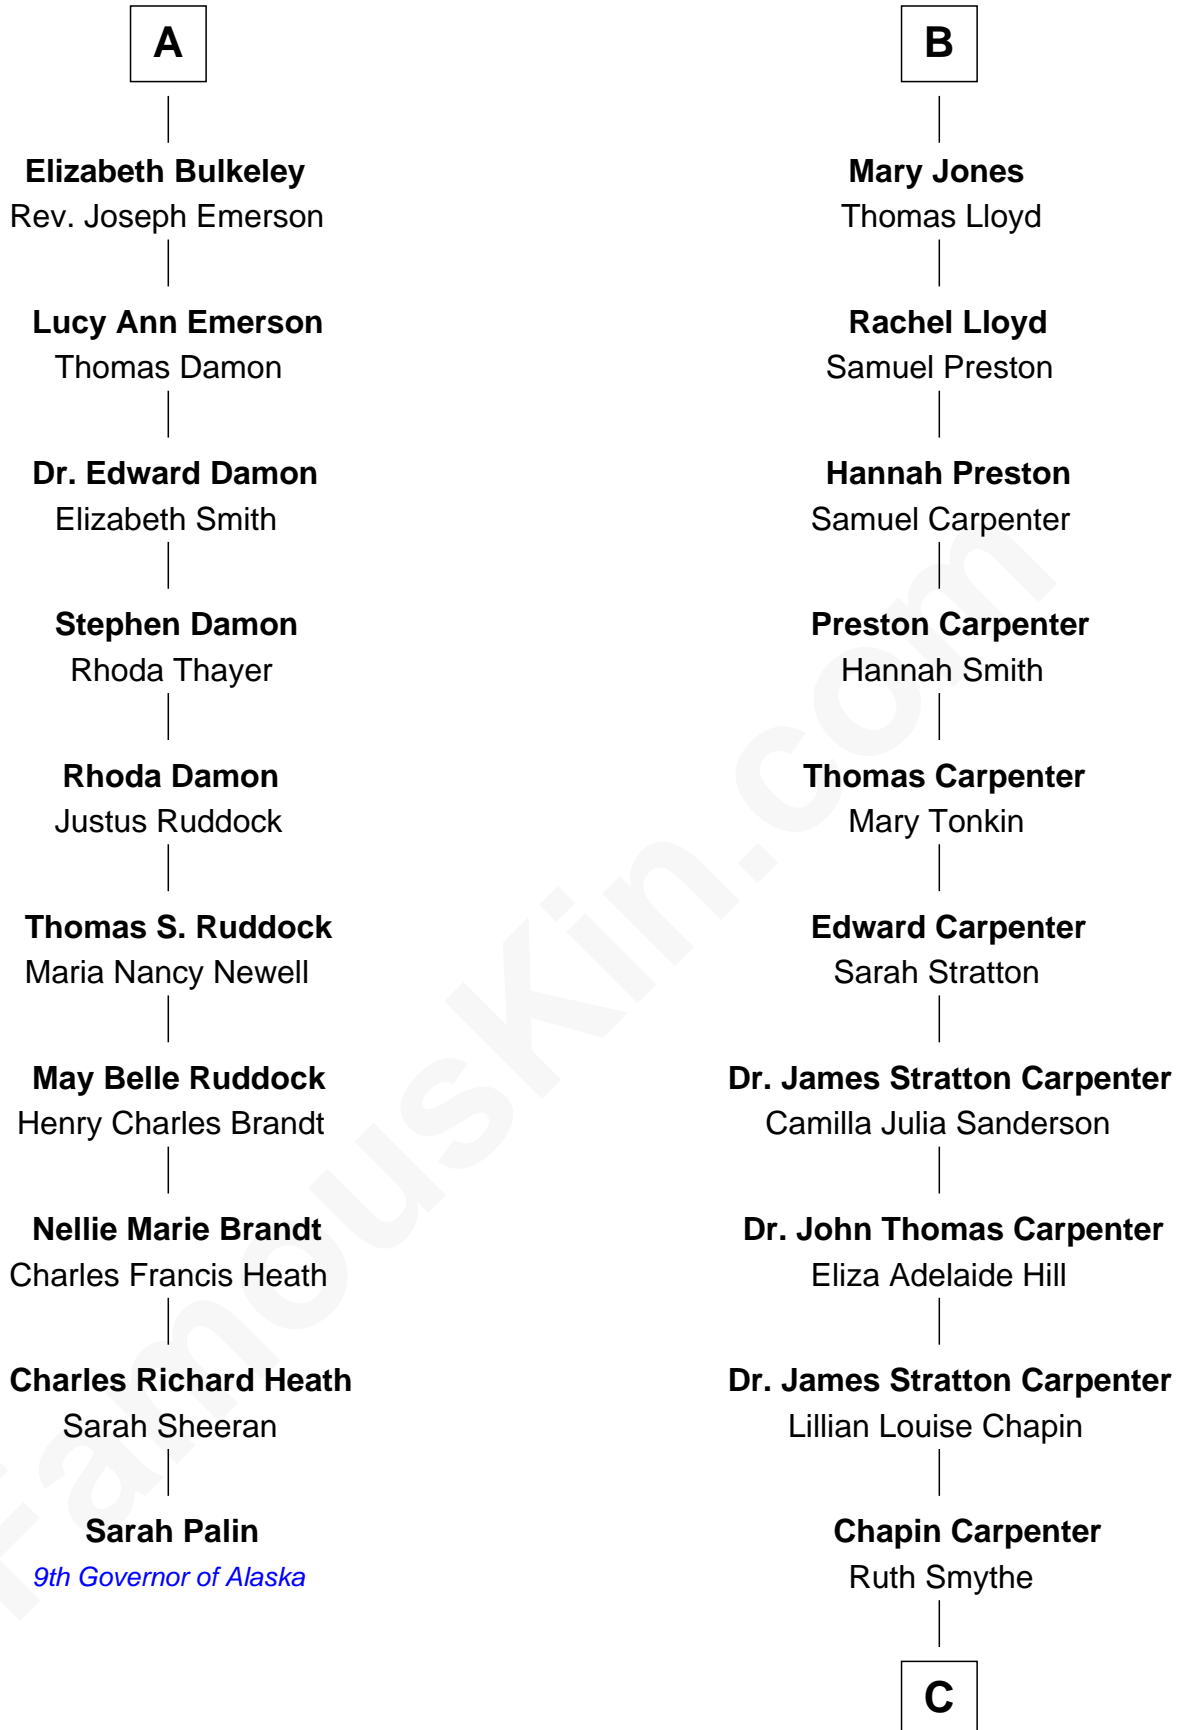 A
Elizabeth Bulkeley
Rev. Joseph Emerson
Lucy Ann Emerson
Thomas Damon
Dr. Edward Damon
Elizabeth Smith
Stephen Damon
Rhoda Thayer
Rhoda Damon
Justus Ruddock
Thomas S. Ruddock
Maria Nancy Newell
May Belle Ruddock
Henry Charles Brandt
Nellie Marie Brandt
Charles Francis Heath
Charles Richard Heath
Sarah Sheeran
Sarah Palin
9th Governor of Alaska
B
Mary Jones
Thomas Lloyd
Rachel Lloyd
Samuel Preston
Hannah Preston
Samuel Carpenter
Preston Carpenter
Hannah Smith
Thomas Carpenter
Mary Tonkin
Edward Carpenter
Sarah Stratton
Dr. James Stratton Carpenter
Camilla Julia Sanderson
Dr. John Thomas Carpenter
Eliza Adelaide Hill
Dr. James Stratton Carpenter
Lillian Louise Chapin
Chapin Carpenter
Ruth Smythe
C
FamousKin.com